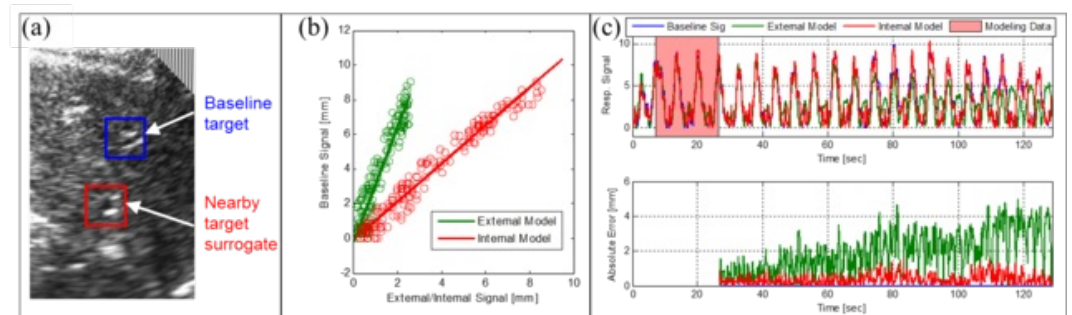 (a)
Baseline
target
Nearby
target
surrogate
(b)
12
10
8
6
4
2
0
-2
0 2 4 6 8 10
Baseline Signal [mm]
External/Internal Signal [mm]
External Model
Internal Model
(c)
Baseline Sig External Model Internal Model Modeling Data
10
5
0
Resp. Signal
0 20 40 60 80 100 120
Time [sec]
6
4
2
0
Absolute Error [mm]
0 20 40 60 80 100 120
Time [sec]